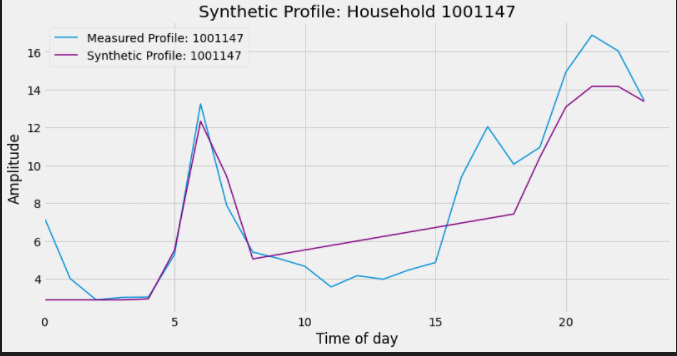 Synthetic Profile: Household 1001147
Measured Profile: 1001147
Synthetic Profile: 1001147
16
14
12
10
8
6
4
Amplitude
0 5 10 15 20
Time of day